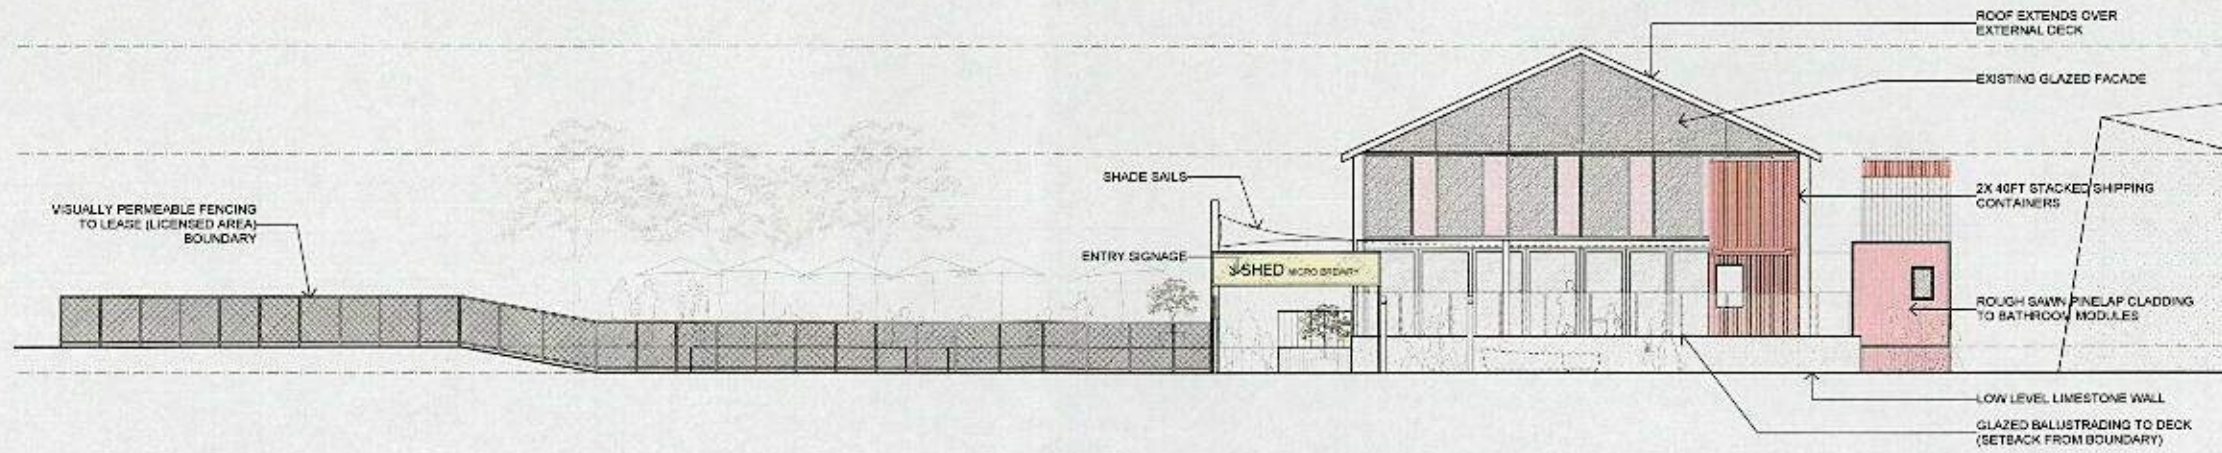 VISUALLY PERMEABLE FENCING
TO LEASE (LICENSED AREA)
BOUNDARY
SHADE SAILS
ENTRY SIGNAGE
SHED MICRO BREWARY
ROOF EXTENDS OVER
EXTERNAL DECK
EXISTING GLAZED FACADE
2X 40FT STACKED SHIPPING
CONTAINERS
ROUGH SAWN PINELAP CLADDING
TO BATHROOM MODULES
LOW LEVEL LIMESTONE WALL
GLAZED BALUSTRADING TO DECK
(SETBACK FROM BOUNDARY)